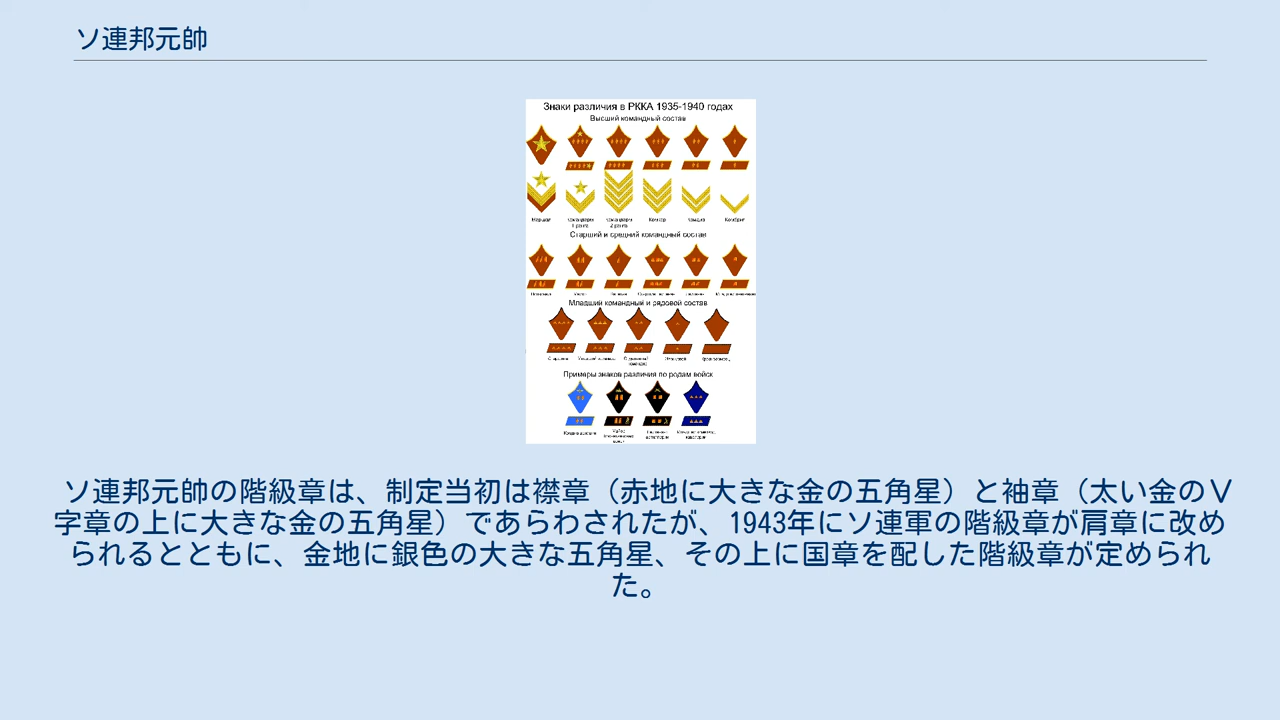 ソ連邦元帥
Знаки различия в РККА 1935-1940 годах
Высший командный состав
Комкор
Комдив
Комбриг
Старший и средний командный состав
Младший командный и рядовой состав
Примеры знаков различия по родам войск
ソ連邦元帥の階級章は、制定当初は襟章（赤地に大きな金の五角星）と袖章（太い金のＶ
字章の上に大きな金の五角星）であらわされたが、1943年にソ連軍の階級章が肩章に改め
られるとともに、金地に銀色の大きな五角星、その上に国章を配した階級章が定められ
た。